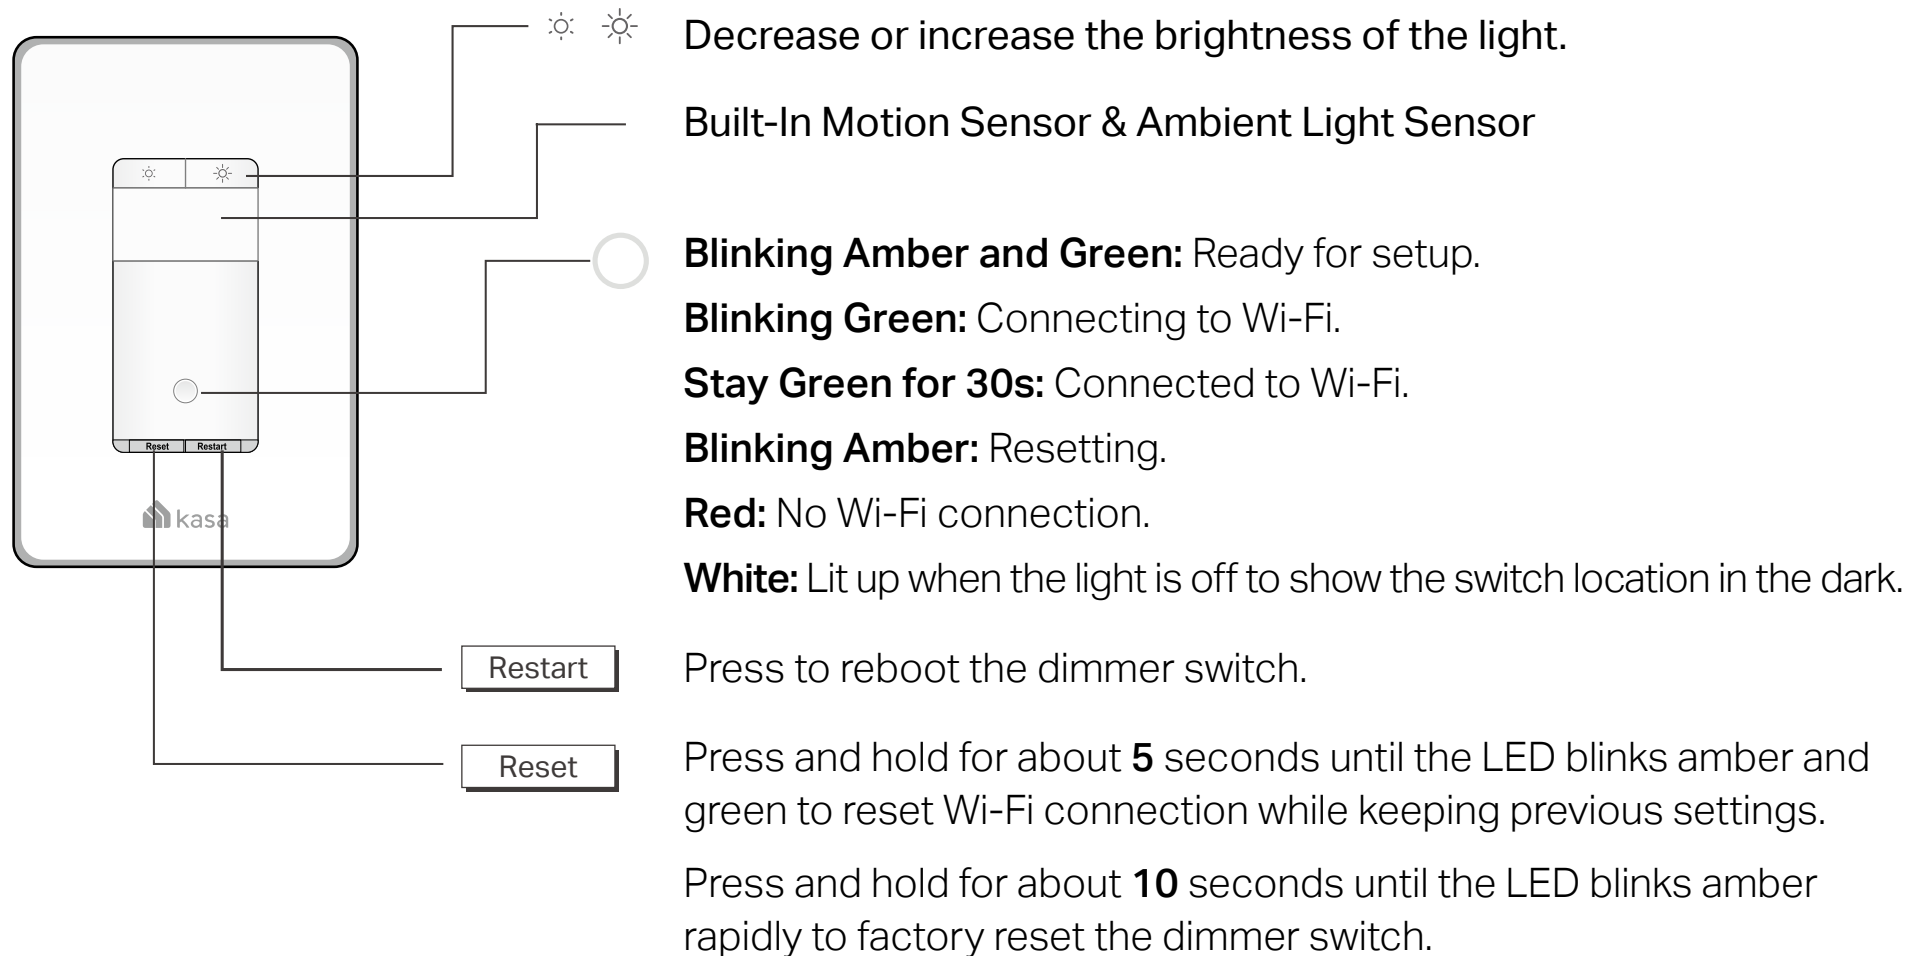 Decrease or increase the brightness of the light.
Built-In Motion Sensor & Ambient Light Sensor
Blinking Amber and Green: Ready for setup.
Blinking Green: Connecting to Wi-Fi.
Stay Green for 30s: Connected to Wi-Fi.
Blinking Amber: Resetting.
Red: No Wi-Fi connection.
White: Lit up when the light is off to show the switch location in the dark.
Reset Restart
kasa
Restart
Press to reboot the dimmer switch.
Reset
Press and hold for about 5 seconds until the LED blinks amber and
green to reset Wi-Fi connection while keeping previous settings.
Press and hold for about 10 seconds until the LED blinks amber
rapidly to factory reset the dimmer switch.